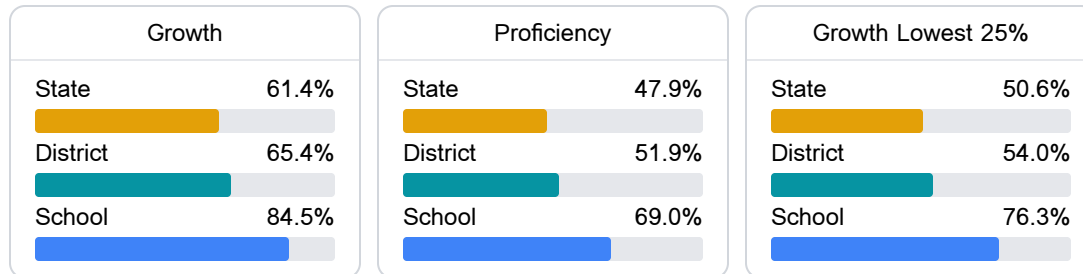 Growth
State 61.4%
District 65.4%
School 84.5%
Proficiency
State 47.9%
District 51.9%
School 69.0%
Growth Lowest 25%
State 50.6%
District 54.0%
School 76.3%